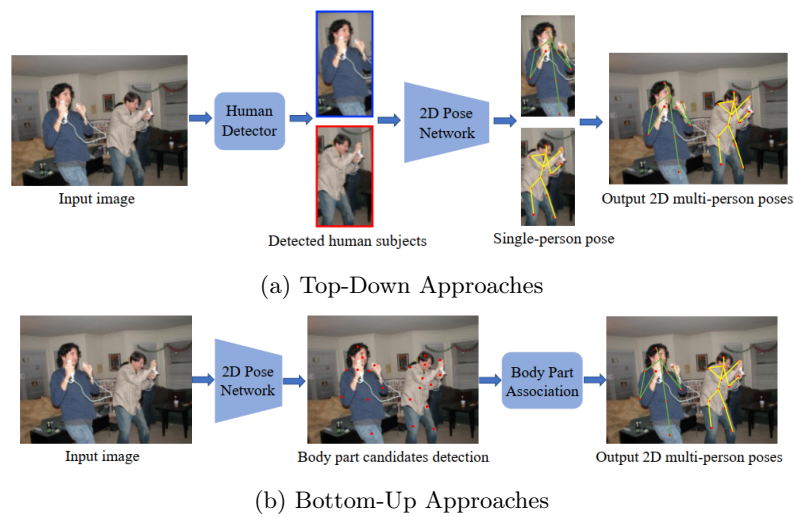 Human
Detector
2D Pose
Network
Input image
Detected human subjects
Single-person pose
Output 2D multi-person poses
(a) Top-Down Approaches
2D Pose
Network
Body Part
Association
Input image
Body part candidates detection
Output 2D multi-person poses
(b) Bottom-Up Approaches